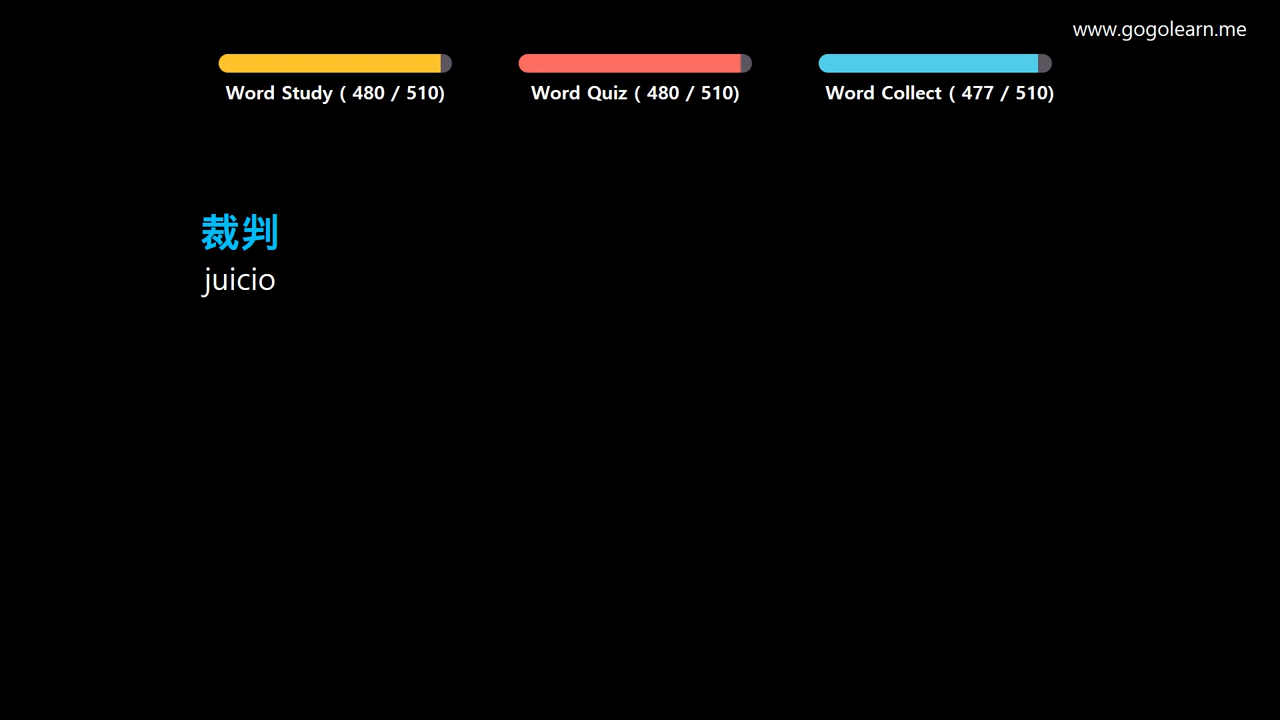 www.gogolearn.me
Word Study ( 480 / 510)
Word Quiz ( 480 / 510)
Word Collect ( 477 / 510)
裁判
juicio